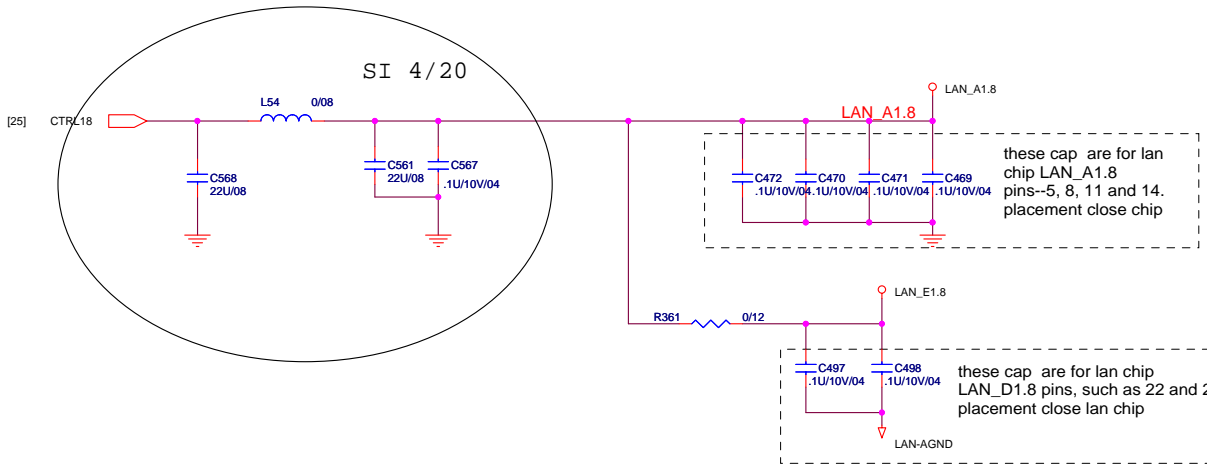 SI 4/20
[25]
CTRL18
L54
0/08
C568
22U/08
C561
22U/08
C567
.1U/10V/04
LAN_A1.8
LAN_A1.8
C472
.1U/10V/04
C470
.1U/10V/04
C471
.1U/10V/04
C469
.1U/10V/04
these cap are for lan
chip LAN_A1.8
pins--5, 8, 11 and 14.
placement close chip
R361
0/12
LAN_E1.8
C497
.1U/10V/04
C498
.1U/10V/04
LAN-AGND
these cap are for lan chip
LAN_D1.8 pins, such as 22 and
placement close lan chip